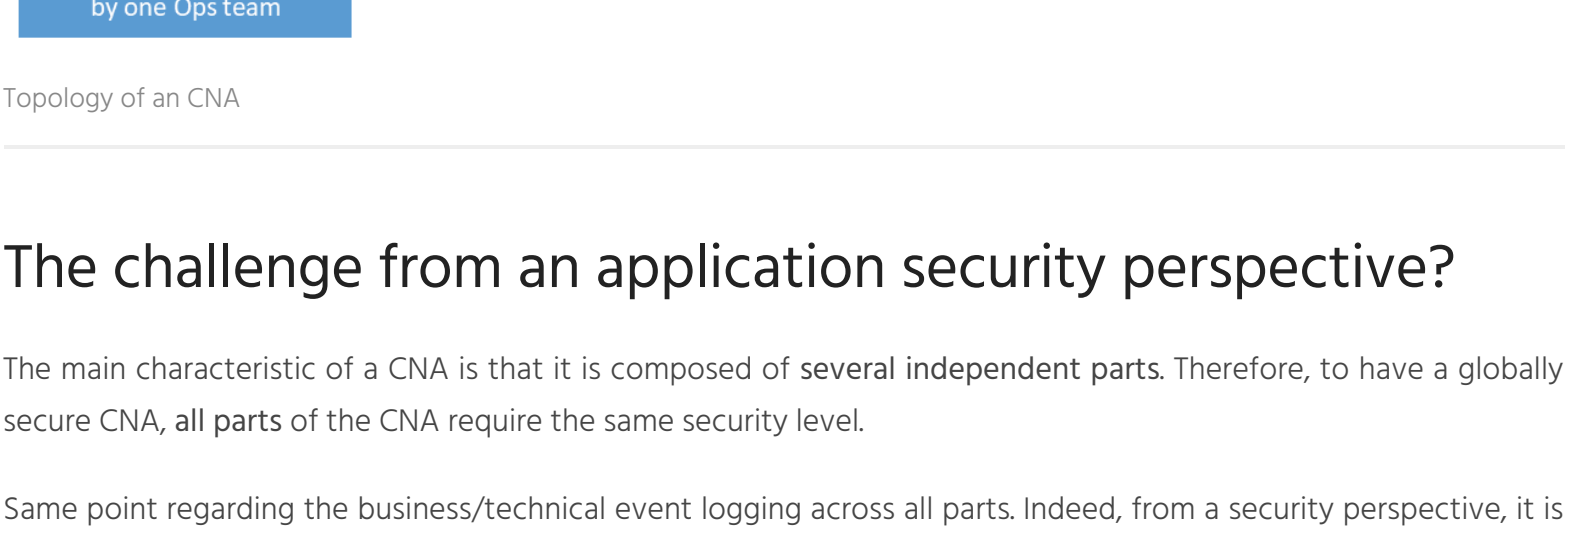 by one Ops team
Topology of an CNA
The challenge from an application security perspective?
The main characteristic of a CNA is that it is composed of several independent parts. Therefore, to have a globally
secure CNA, all parts of the CNA require the same security level.
Same point regarding the business/technical event logging across all parts. Indeed, from a security perspective, it is